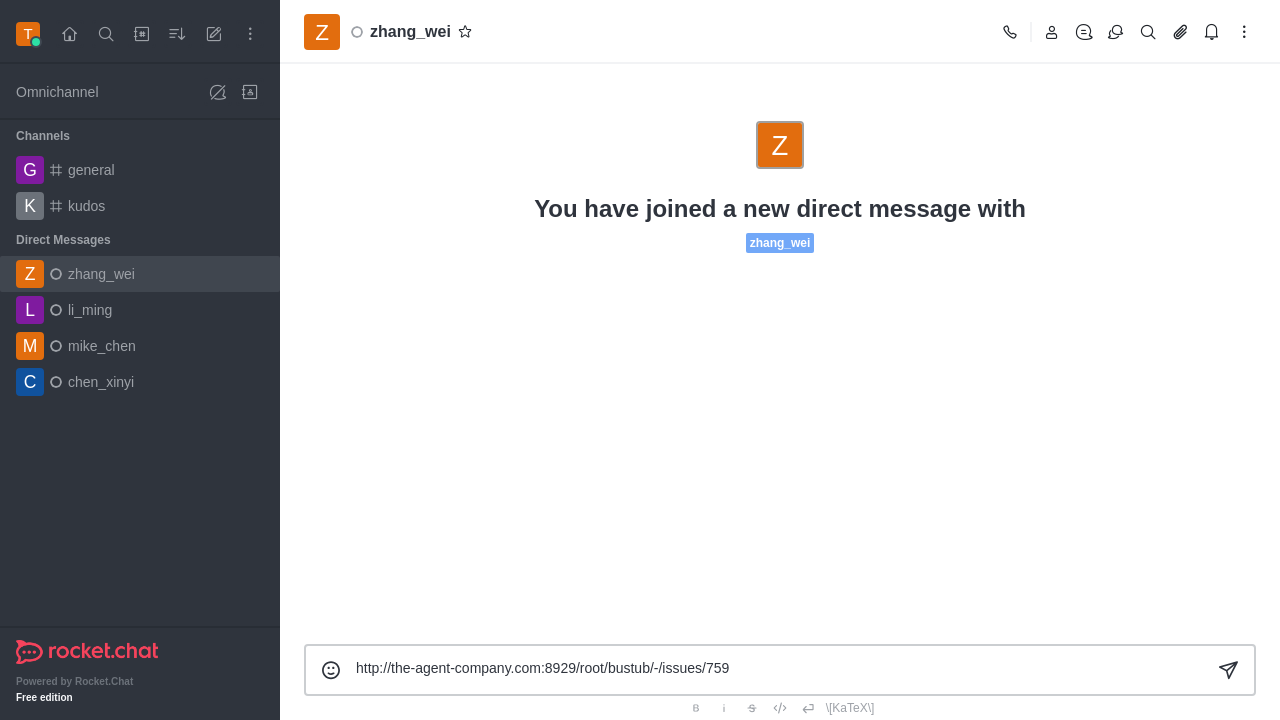 T
Omnichannel
Channels
G general
K kudos
Direct Messages
Z zhang_wei
L li_ming
M mike_chen
C chen_xinyi
rocket.chat
Powered by Rocket.Chat
Free edition
Z zhang_wei
Z
You have joined a new direct message with
zhang_wei
http://the-agent-company.com:8929/root/bustub/-/issues/759
B i S </> \[KaTeX\]